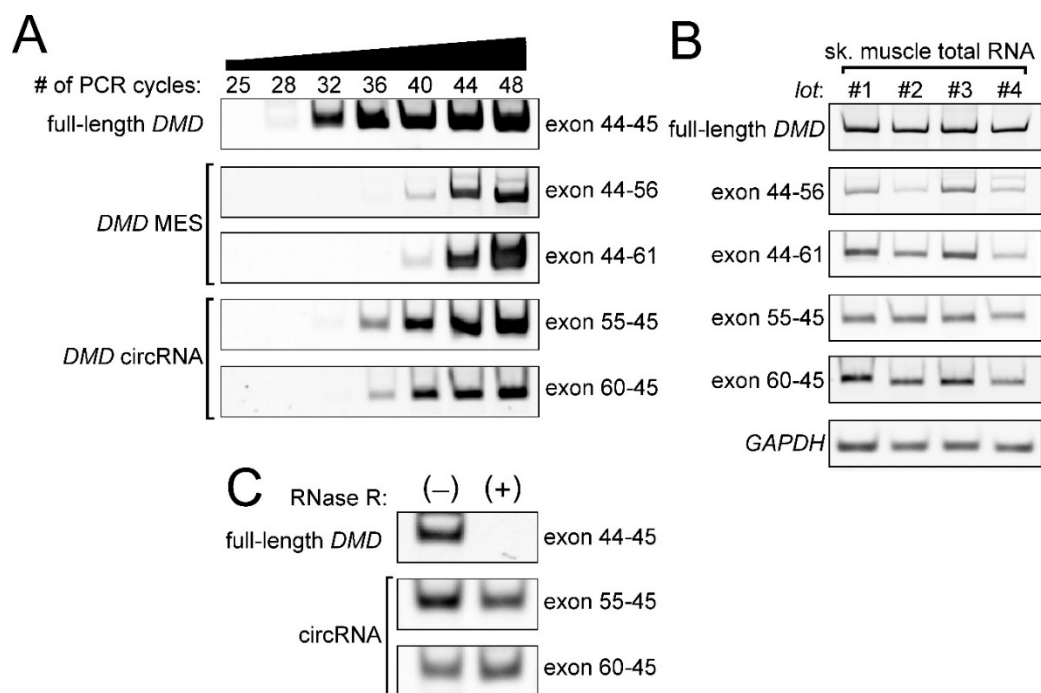 A
# of PCR cycles: 25 28 32 36 40 44 48
full-length DMD exon 44-45
DMD MES
exon 44-56
exon 44-61
DMD circRNA
exon 55-45
exon 60-45
B
sk. muscle total RNA
lot: #1 #2 #3 #4
full-length DMD
exon 44-56
exon 44-61
exon 55-45
exon 60-45
GAPDH
C
RNase R: (–) (+)
full-length DMD exon 44-45
circRNA
exon 55-45
exon 60-45